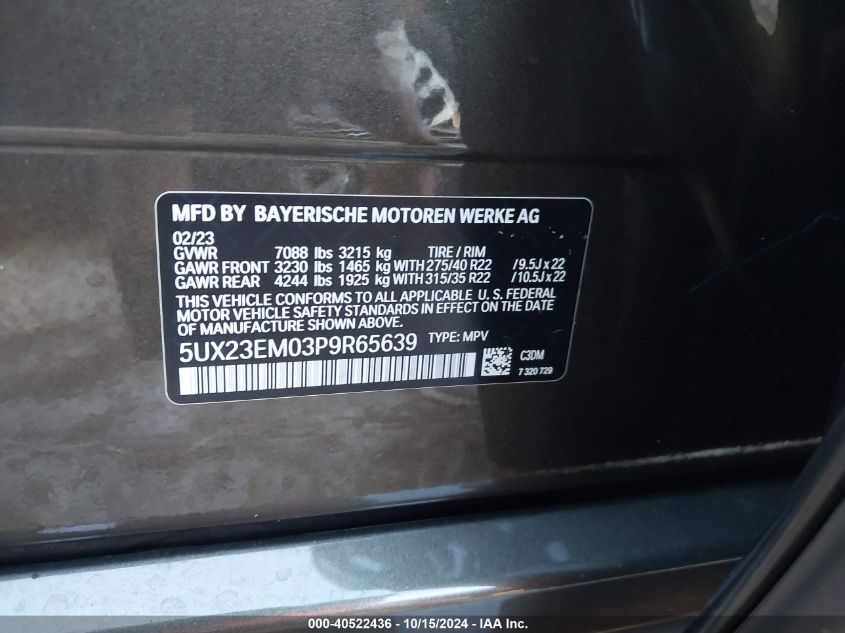 MFD BY BAYERISCHE MOTOREN WERKE AG
02/23
GVWR 7088 lbs 3215 kg TIRE / RIM
GAWR FRONT 3230 lbs 1465 kg WITH 275/40 R22 /9.5J x 22
GAWR REAR 4244 lbs 1925 kg WITH 315/35 R22 /10.5J x 22
THIS VEHICLE CONFORMS TO ALL APPLICABLE U. S. FEDERAL
MOTOR VEHICLE SAFETY STANDARDS IN EFFECT ON THE DATE
OF MANUFACTURE SHOWN ABOVE.
5UX23EM03P9R65639 TYPE: MPV
C3DM
7 320 729
000-40522436 - 10/15/2024 - IAA Inc.